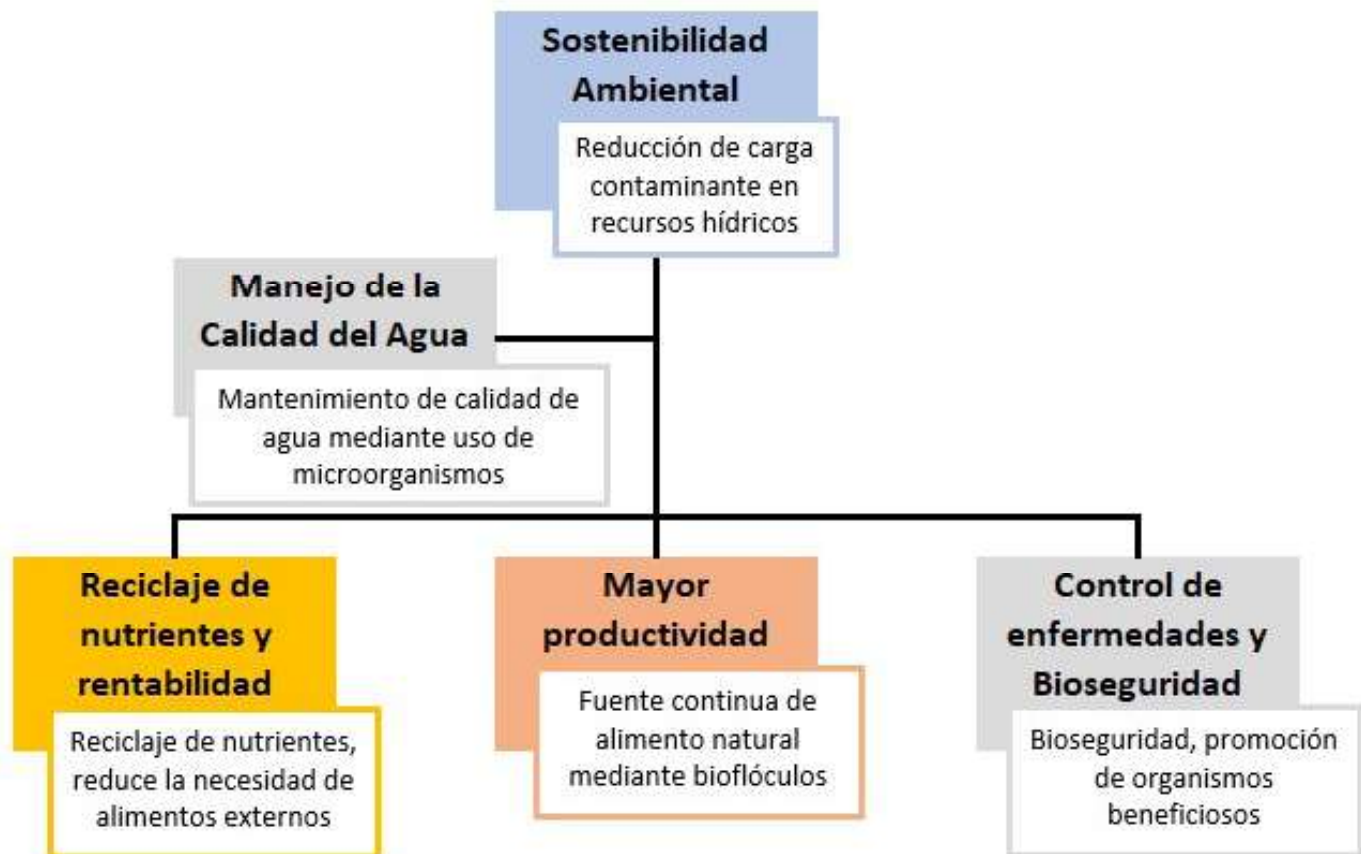 Sostenibilidad
Ambiental
Reducción de carga
contaminante en
recursos hídricos
Manejo de la
Calidad del Agua
Mantenimiento de calidad de
agua mediante uso de
microorganismos
Reciclaje de
nutrientes y
rentabilidad
Reciclaje de nutrientes,
reduce la necesidad de
alimentos externos
Mayor
productividad
Fuente continua de
alimento natural
mediante bioflóculos
Control de
enfermedades y
Bioseguridad
Bioseguridad, promoción
de organismos
beneficiosos